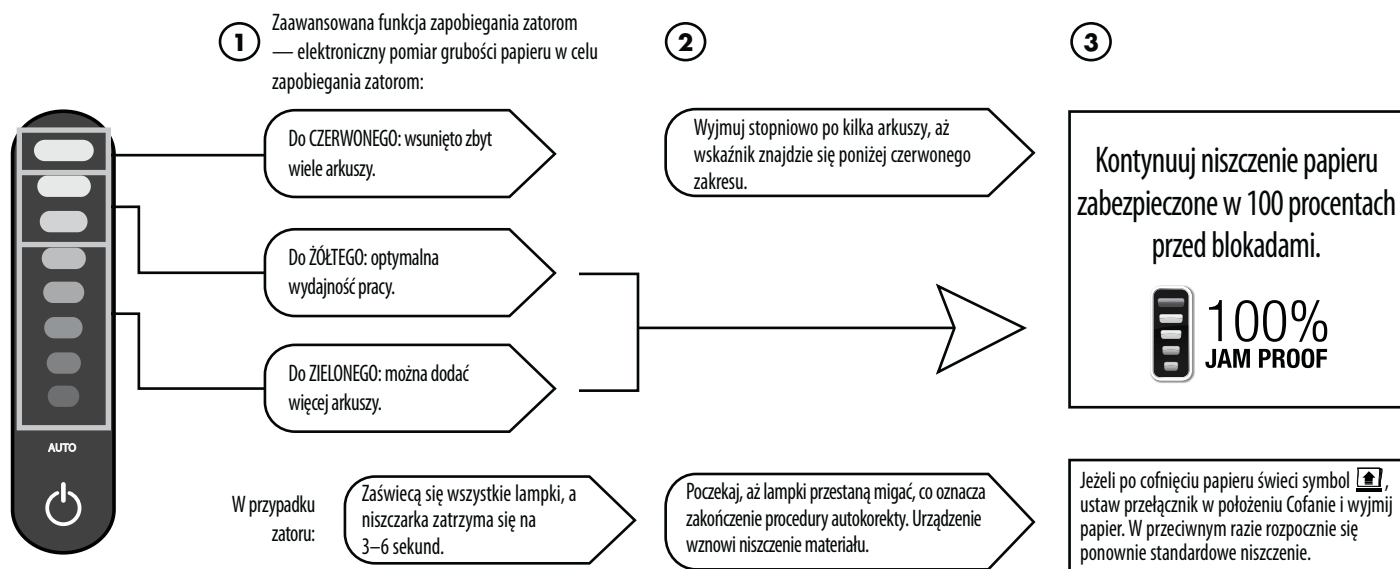 1
Zaawansowana funkcja zapobiegania zatorom
— elektroniczny pomiar grubości papieru w celu
zapobiegania zatorom:
Do CZERWONEGO: wsunięto zbyt
wiele arkuszy.
Do ŻÓŁTEGO: optymalna
wydajność pracy.
Do ZIELONEGO: można dodać
więcej arkuszy.
AUTO
2
Wyjmuj stopniowo po kilka arkuszy, aż
wskaźnik znajdzie się poniżej czerwonego
zakresu.
3
Kontynuuj niszczenie papieru
zabezpieczone w 100 procentach
przed blokadami.
100%
JAM PROOF
W przypadku
zatoru:
Zaświecą się wszystkie lampki, a
niszczarka zatrzyma się na
3–6 sekund.
Poczekaj, aż lampki przestaną migać, co oznacza
zakończenie procedury autokorekty. Urządzenie
wznowi niszczenie materiału.
Jeżeli po cofnięciu papieru świeci symbol ,
ustaw przełącznik w położeniu Cofanie i wyjmij
papier. W przeciwnym razie rozpocznie się
ponownie standardowe niszczenie.